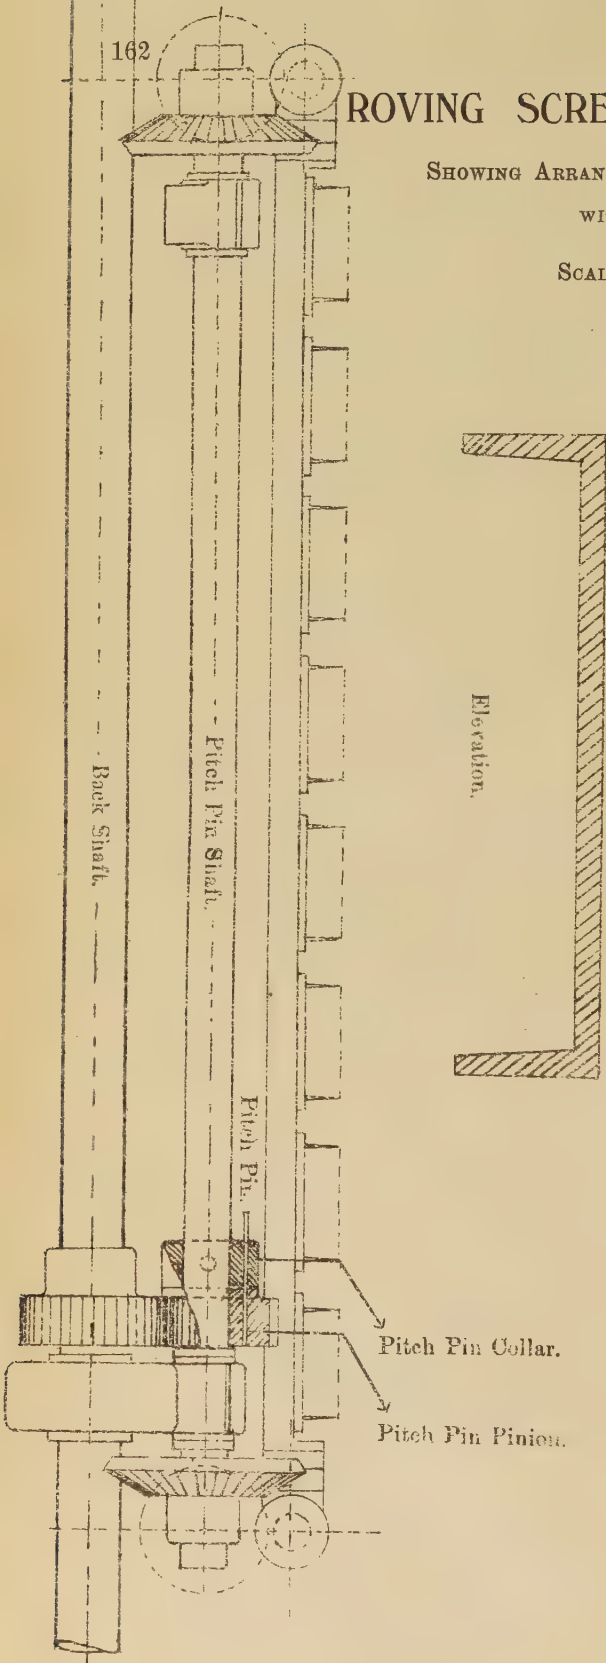 162
ROVING SCRE
SHOWING ARRAN
WI
SCAL
Elevation.
Back Shaft.
Pitch Pin Shaft.
Pitch Pin.
Pitch Pin Collar.
Pitch Pin Pinion.